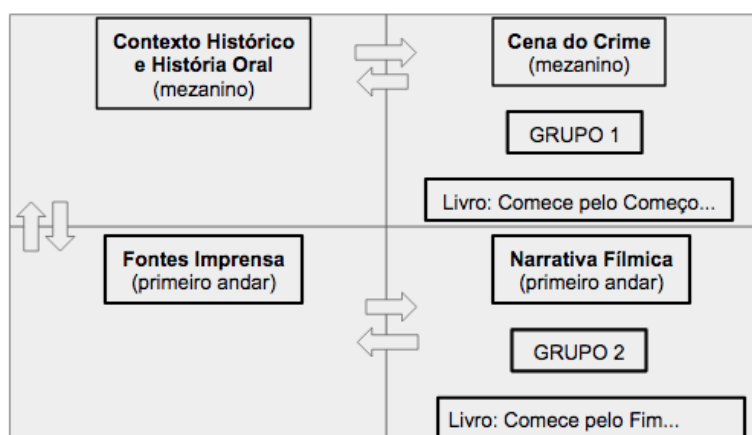 Contexto Histórico
e História Oral
(mezanino)
Cena do Crime
(mezanino)
GRUPO 1
Livro: Comece pelo Começo...
Fontes Imprensa
(primeiro andar)
Narrativa Fílmica
(primeiro andar)
GRUPO 2
Livro: Comece pelo Fim...